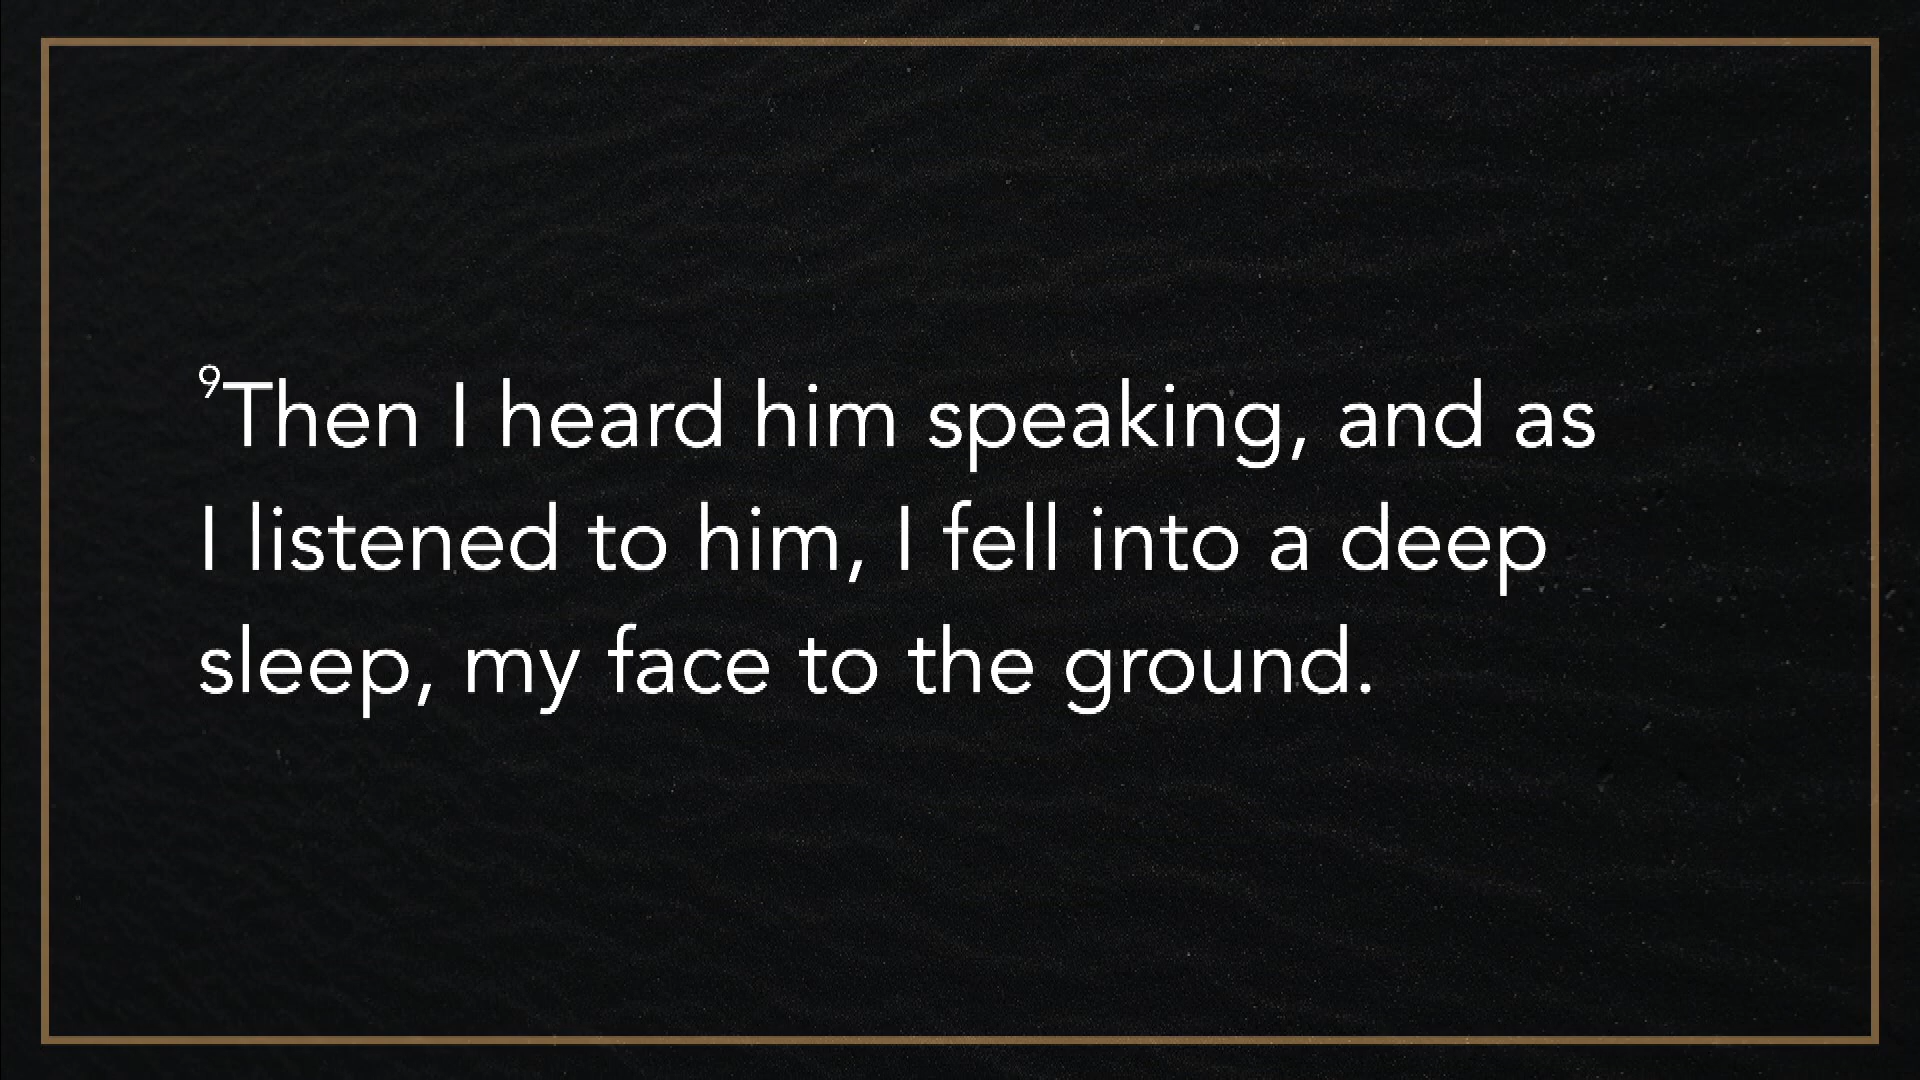 ⁹Then I heard him speaking, and as
I listened to him, I fell into a deep
sleep, my face to the ground.